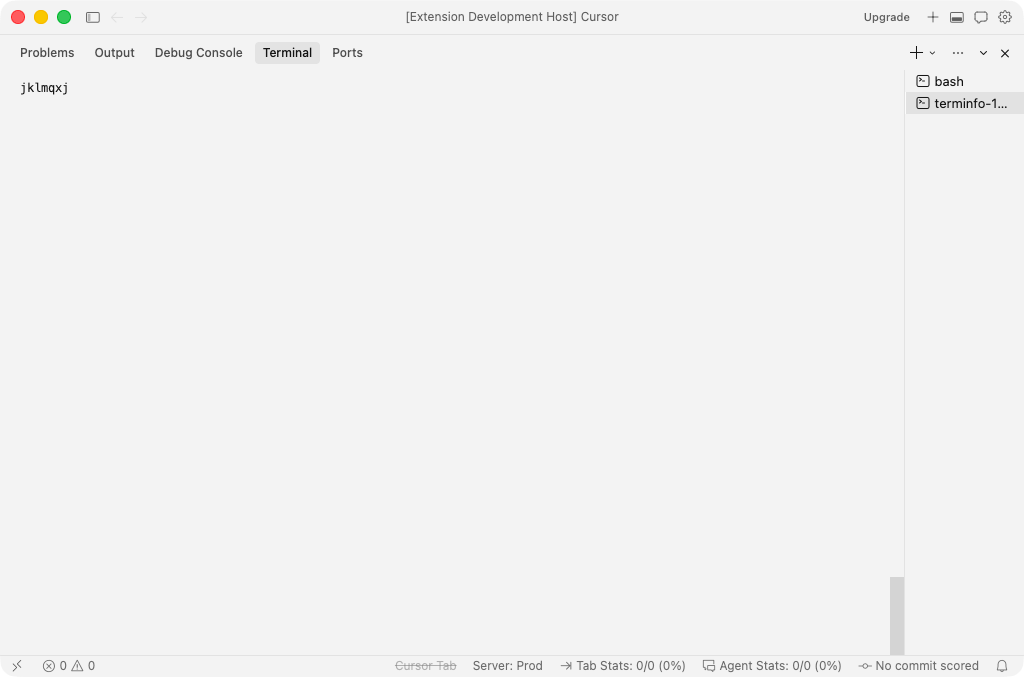 [Extension Development Host] Cursor
Upgrade
Problems Output Debug Console Terminal Ports
jklmqxj
bash
terminfo-1...
0 0
Cursor Tab Server: Prod Tab Stats: 0/0 (0%) Agent Stats: 0/0 (0%) No commit scored